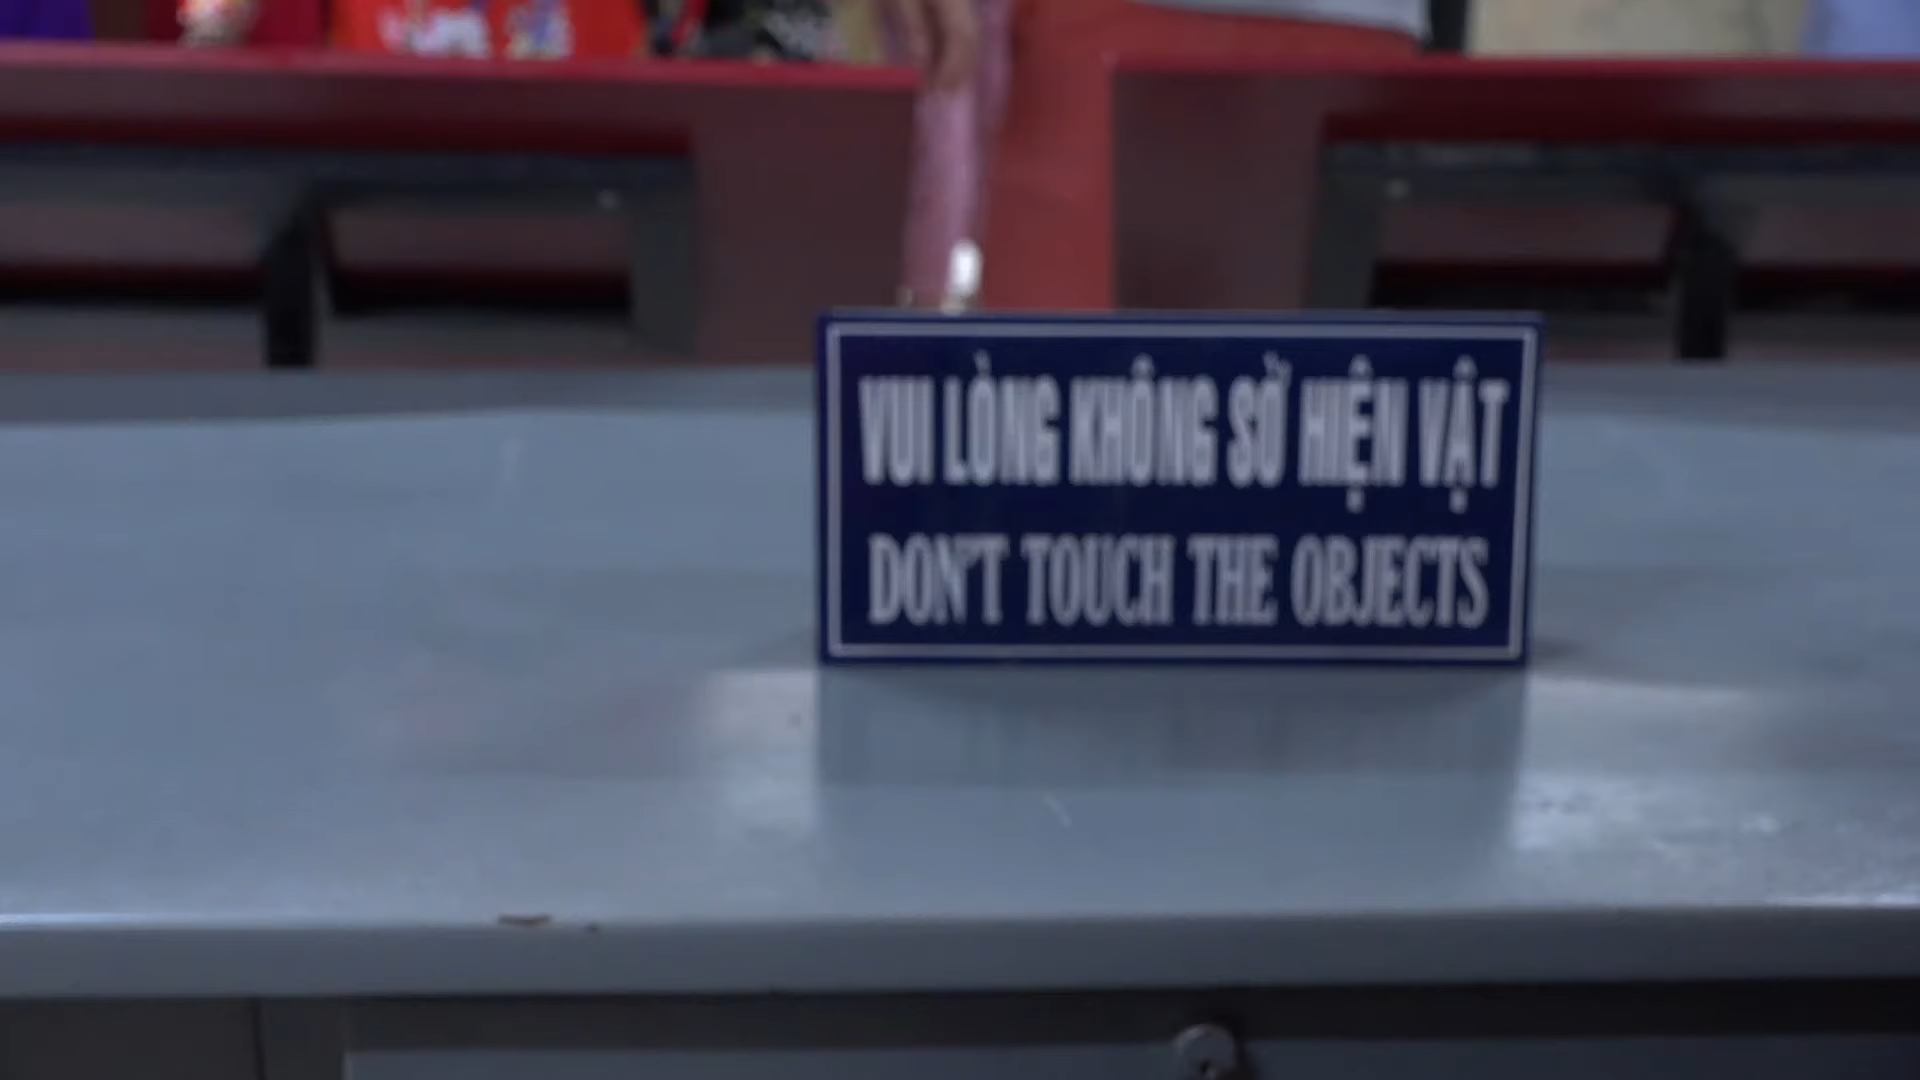 VUI LÒNG KHÔNG SỜ HIỆN VẬT
DON'T TOUCH THE OBJECTS